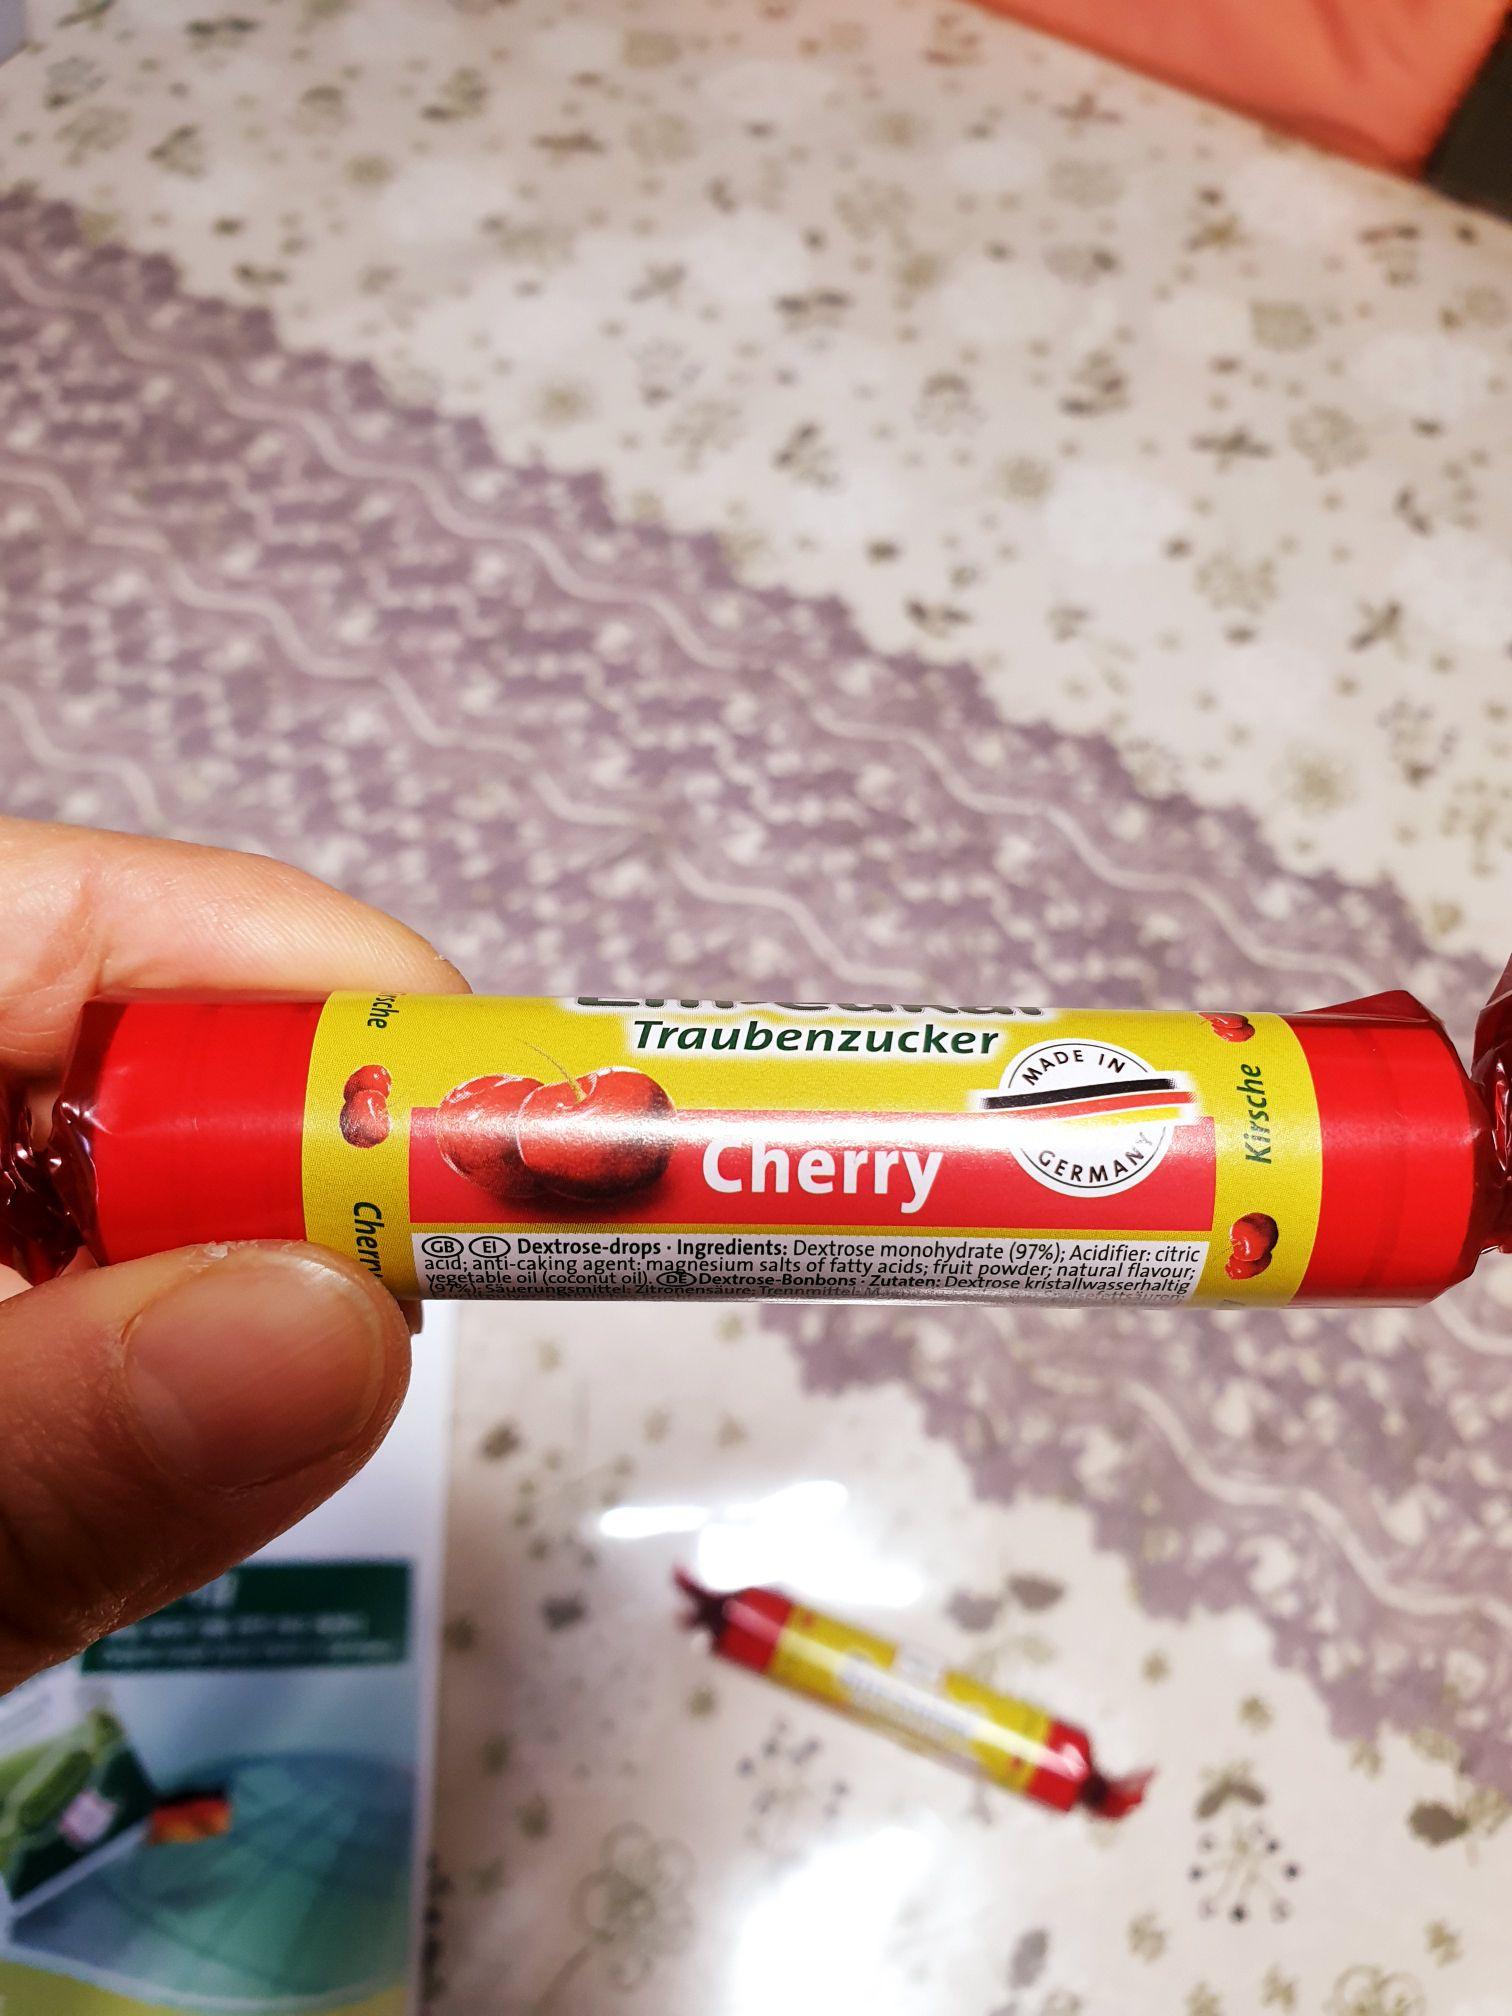 Traubenzucker
MADE IN
GERMANY
Cherry
Kirsche
GB EI Dextrose-drops · Ingredients: Dextrose monohydrate (97%); Acidifier: citric
acid; anti-caking agent: magnesium salts of fatty acids; fruit powder; natural flavour;
vegetable oil (coconut oil). DE Dextrose-Bonbons · Zutaten: Dextrose kristallwasserhaltig
(97%); Säuerungsmittel: Zitronensäure; Trennmittel: